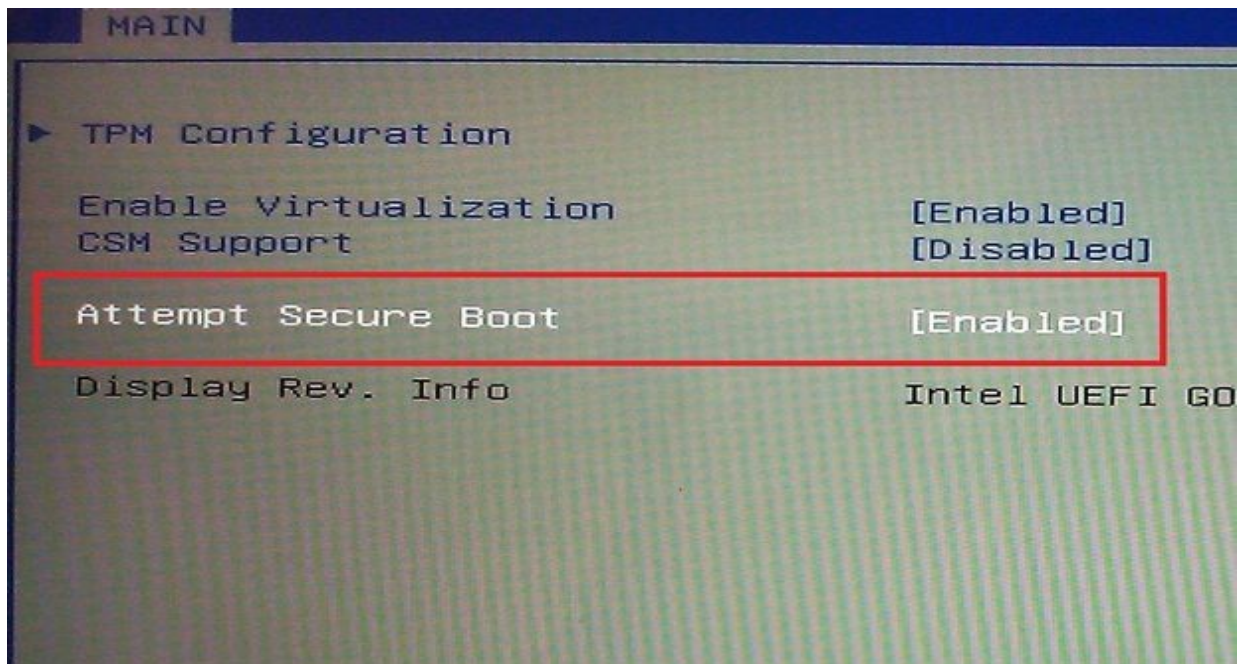 MAIN
TPM Configuration
Enable Virtualization [Enabled]
CSM Support [Disabled]
Attempt Secure Boot [Enabled]
Display Rev. Info Intel UEFI GO